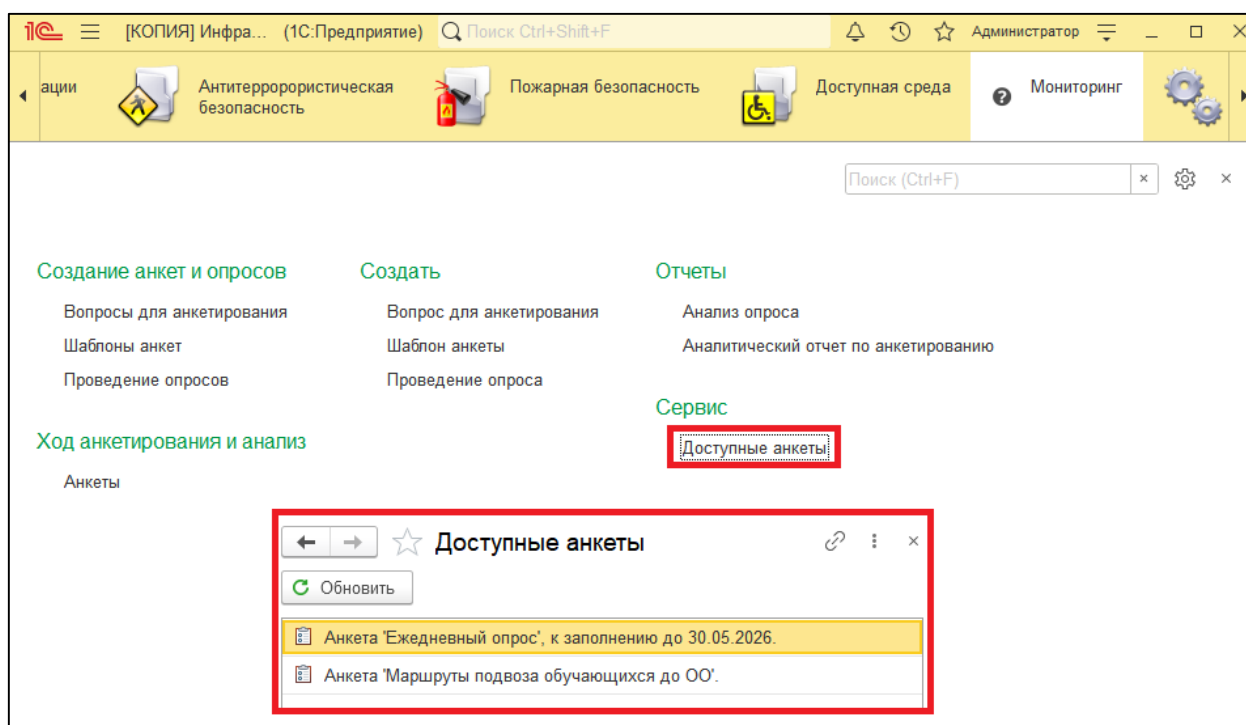 1С [КОПИЯ] Инфра... (1С:Предприятие) Поиск Ctrl+Shift+F Администратор
ации
Антитерророристическая безопасность
Пожарная безопасность
Доступная среда
Мониторинг
Поиск (Ctrl+F)
Создание анкет и опросов
Вопросы для анкетирования
Шаблоны анкет
Проведение опросов
Ход анкетирования и анализ
Анкеты
Создать
Вопрос для анкетирования
Шаблон анкеты
Проведение опроса
Отчеты
Анализ опроса
Аналитический отчет по анкетированию
Сервис
Доступные анкеты
Доступные анкеты
Обновить
Анкета 'Ежедневный опрос', к заполнению до 30.05.2026.
Анкета 'Маршруты подвоза обучающихся до ОО'.